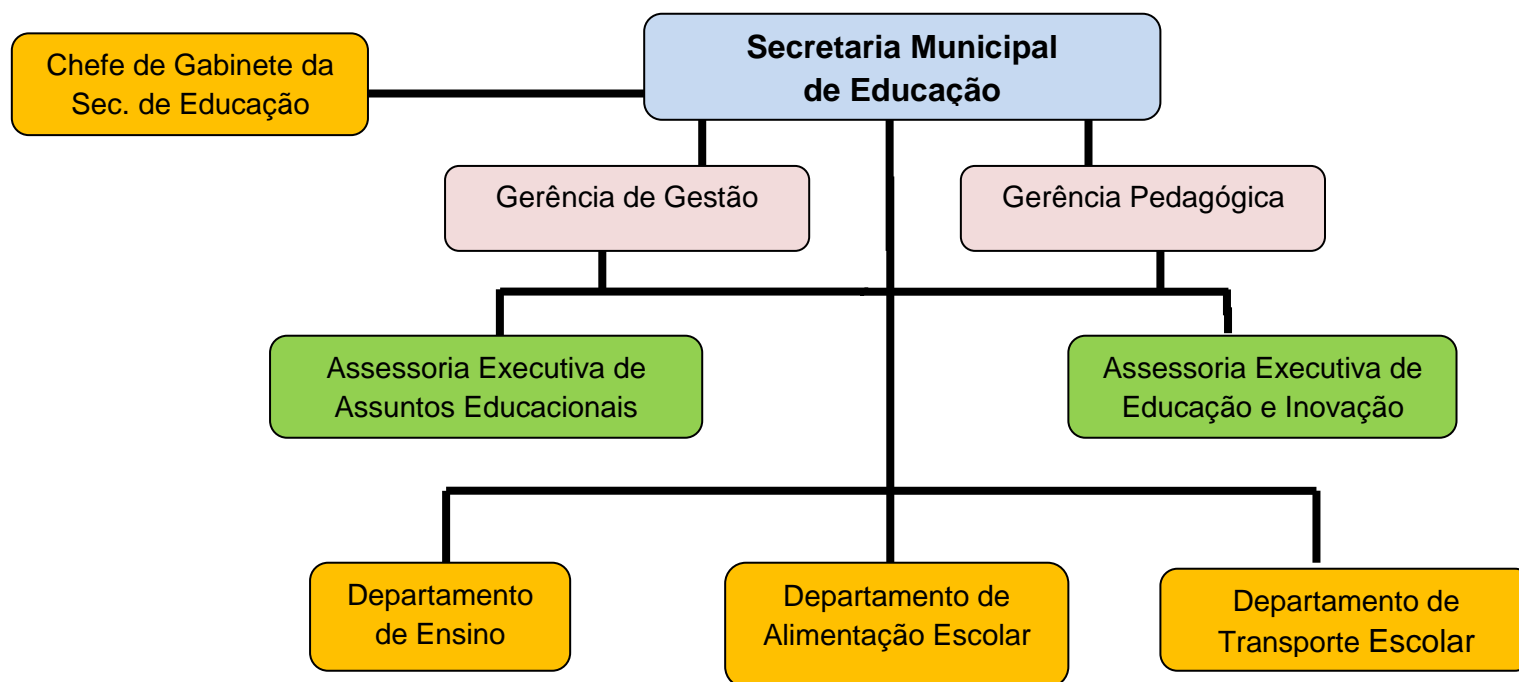 Secretaria Municipal
de Educação
Chefe de Gabinete da
Sec. de Educação
Gerência de Gestão
Gerência Pedagógica
Assessoria Executiva de
Assuntos Educacionais
Assessoria Executiva de
Educação e Inovação
Departamento
de Ensino
Departamento de
Alimentação Escolar
Departamento de
Transporte Escolar